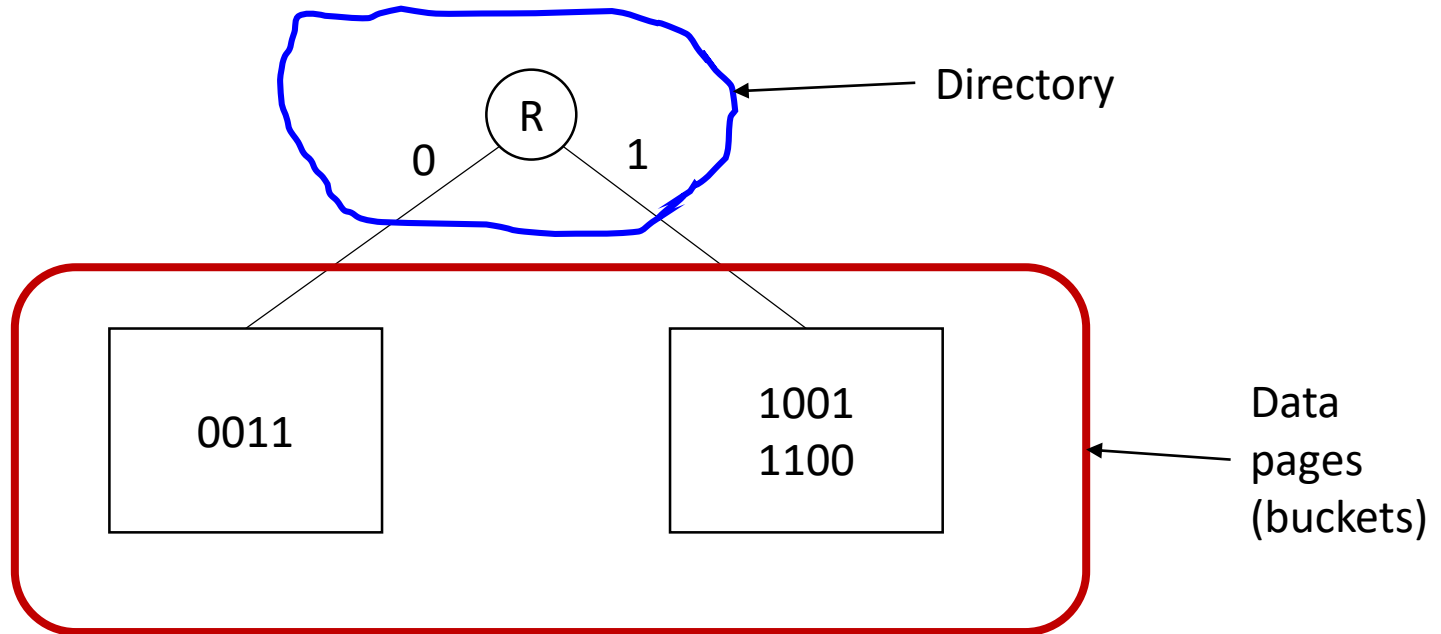 R
Directory
0
1
0011
1001
1100
Data
pages
(buckets)